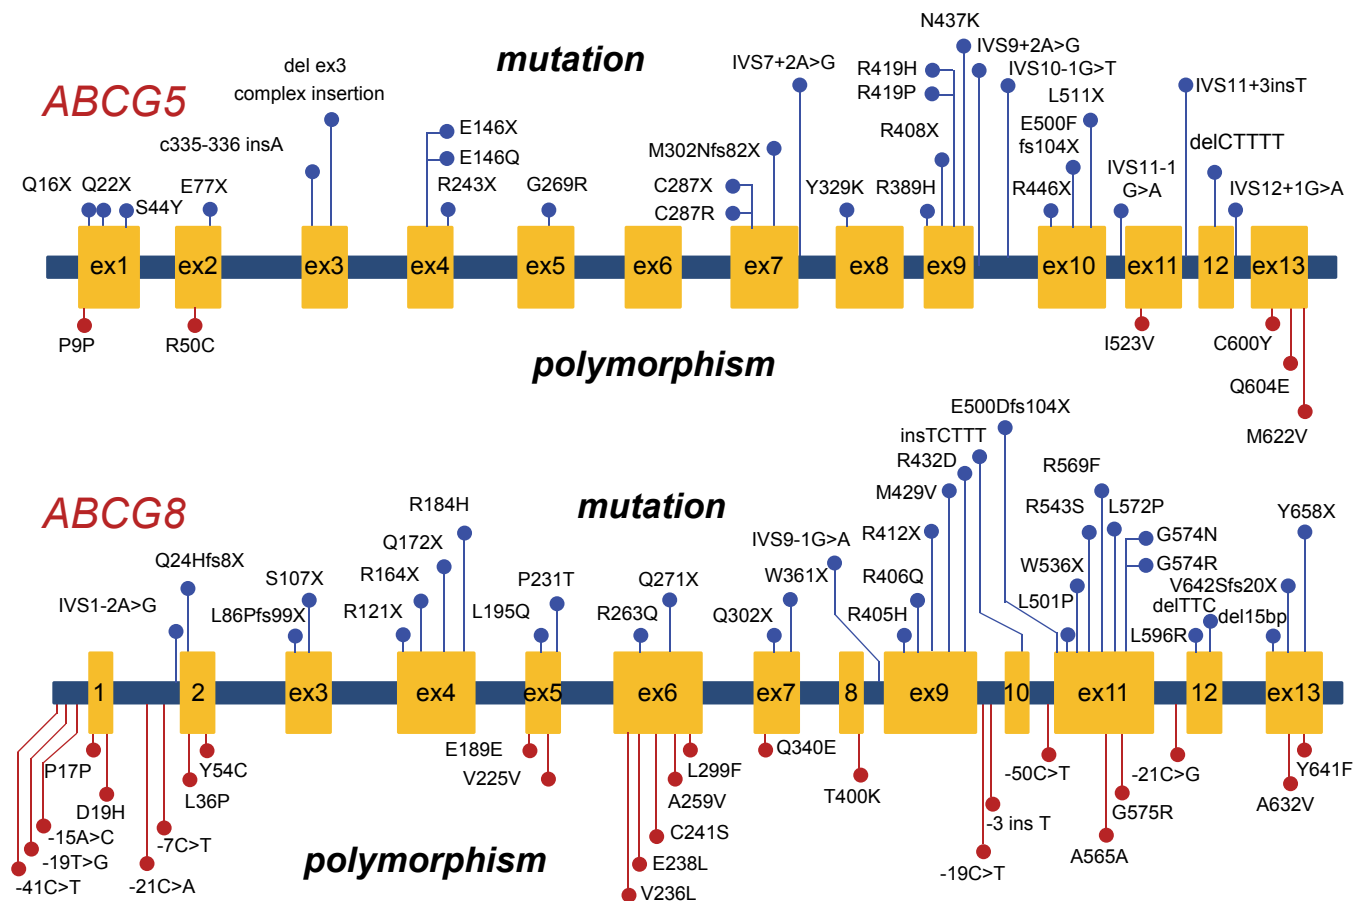 N437K
mutation
IVS7+2A>G
IVS9+2A>G
del ex3
R419H
IVS10-1G>T
ABCG5
complex insertion
R419P
L511X
IVS11+3insT
E146X
R408X
E500F
fs104X
delCTTTT
c335-336 insA
E146Q
M302Nfs82X
IVS11-1
G>A
Q16X
Q22X
S44Y
E77X
R243X
G269R
C287X
C287R
Y329K
R389H
R446X
IVS12+1G>A
ex1
ex2
ex3
ex4
ex5
ex6
ex7
ex8
ex9
ex10
ex11
12
ex13
P9P
R50C
I523V
C600Y
polymorphism
Q604E
M622V
E500Dfs104X
insTCTTT
R432D
R569F
ABCG8
mutation
R184H
M429V
R543S
L572P
Y658X
Q24Hfs8X
Q172X
IVS9-1G>A
R412X
G574N
G574R
IVS1-2A>G
S107X
R164X
P231T
Q271X
W361X
R406Q
W536X
V642Sfs20X
L86Pfs99X
R121X
L195Q
R263Q
Q302X
R405H
L501P
delTTC
L596R
del15bp
1
2
ex3
ex4
ex5
ex6
ex7
8
ex9
10
ex11
12
ex13
P17P
Y54C
E189E
V225V
L299F
Q340E
-50C>T
-21C>G
Y641F
D19H
L36P
A259V
T400K
-3 ins T
G575R
A632V
-15A>C
-7C>T
C241S
A565A
-19T>G
polymorphism
E238L
-19C>T
-41C>T
-21C>A
V236L